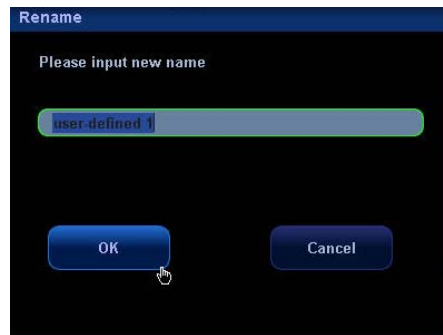 Rename
Please input new name
user-defined 1
OK
Cancel